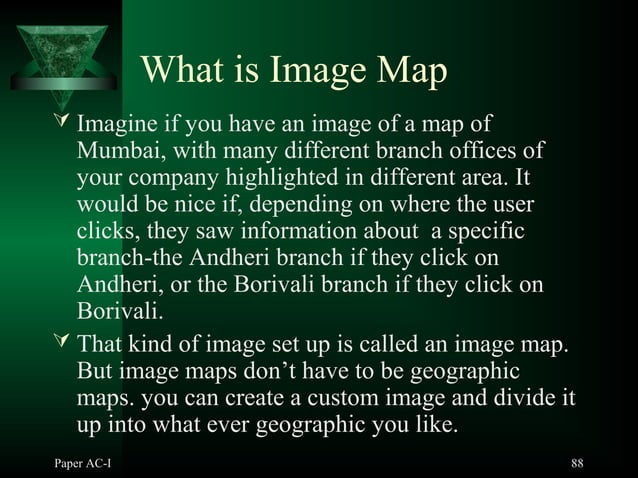 What is Image Map
Imagine if you have an image of a map of
Mumbai, with many different branch offices of
your company highlighted in different area. It
would be nice if, depending on where the user
clicks, they saw information about  a specific
branch-the Andheri branch if they click on
Andheri, or the Borivali branch if they click on
Borivali.
That kind of image set up is called an image map.
But image maps don’t have to be geographic
maps. you can create a custom image and divide it
up into what ever geographic you like.
Paper AC-I
88